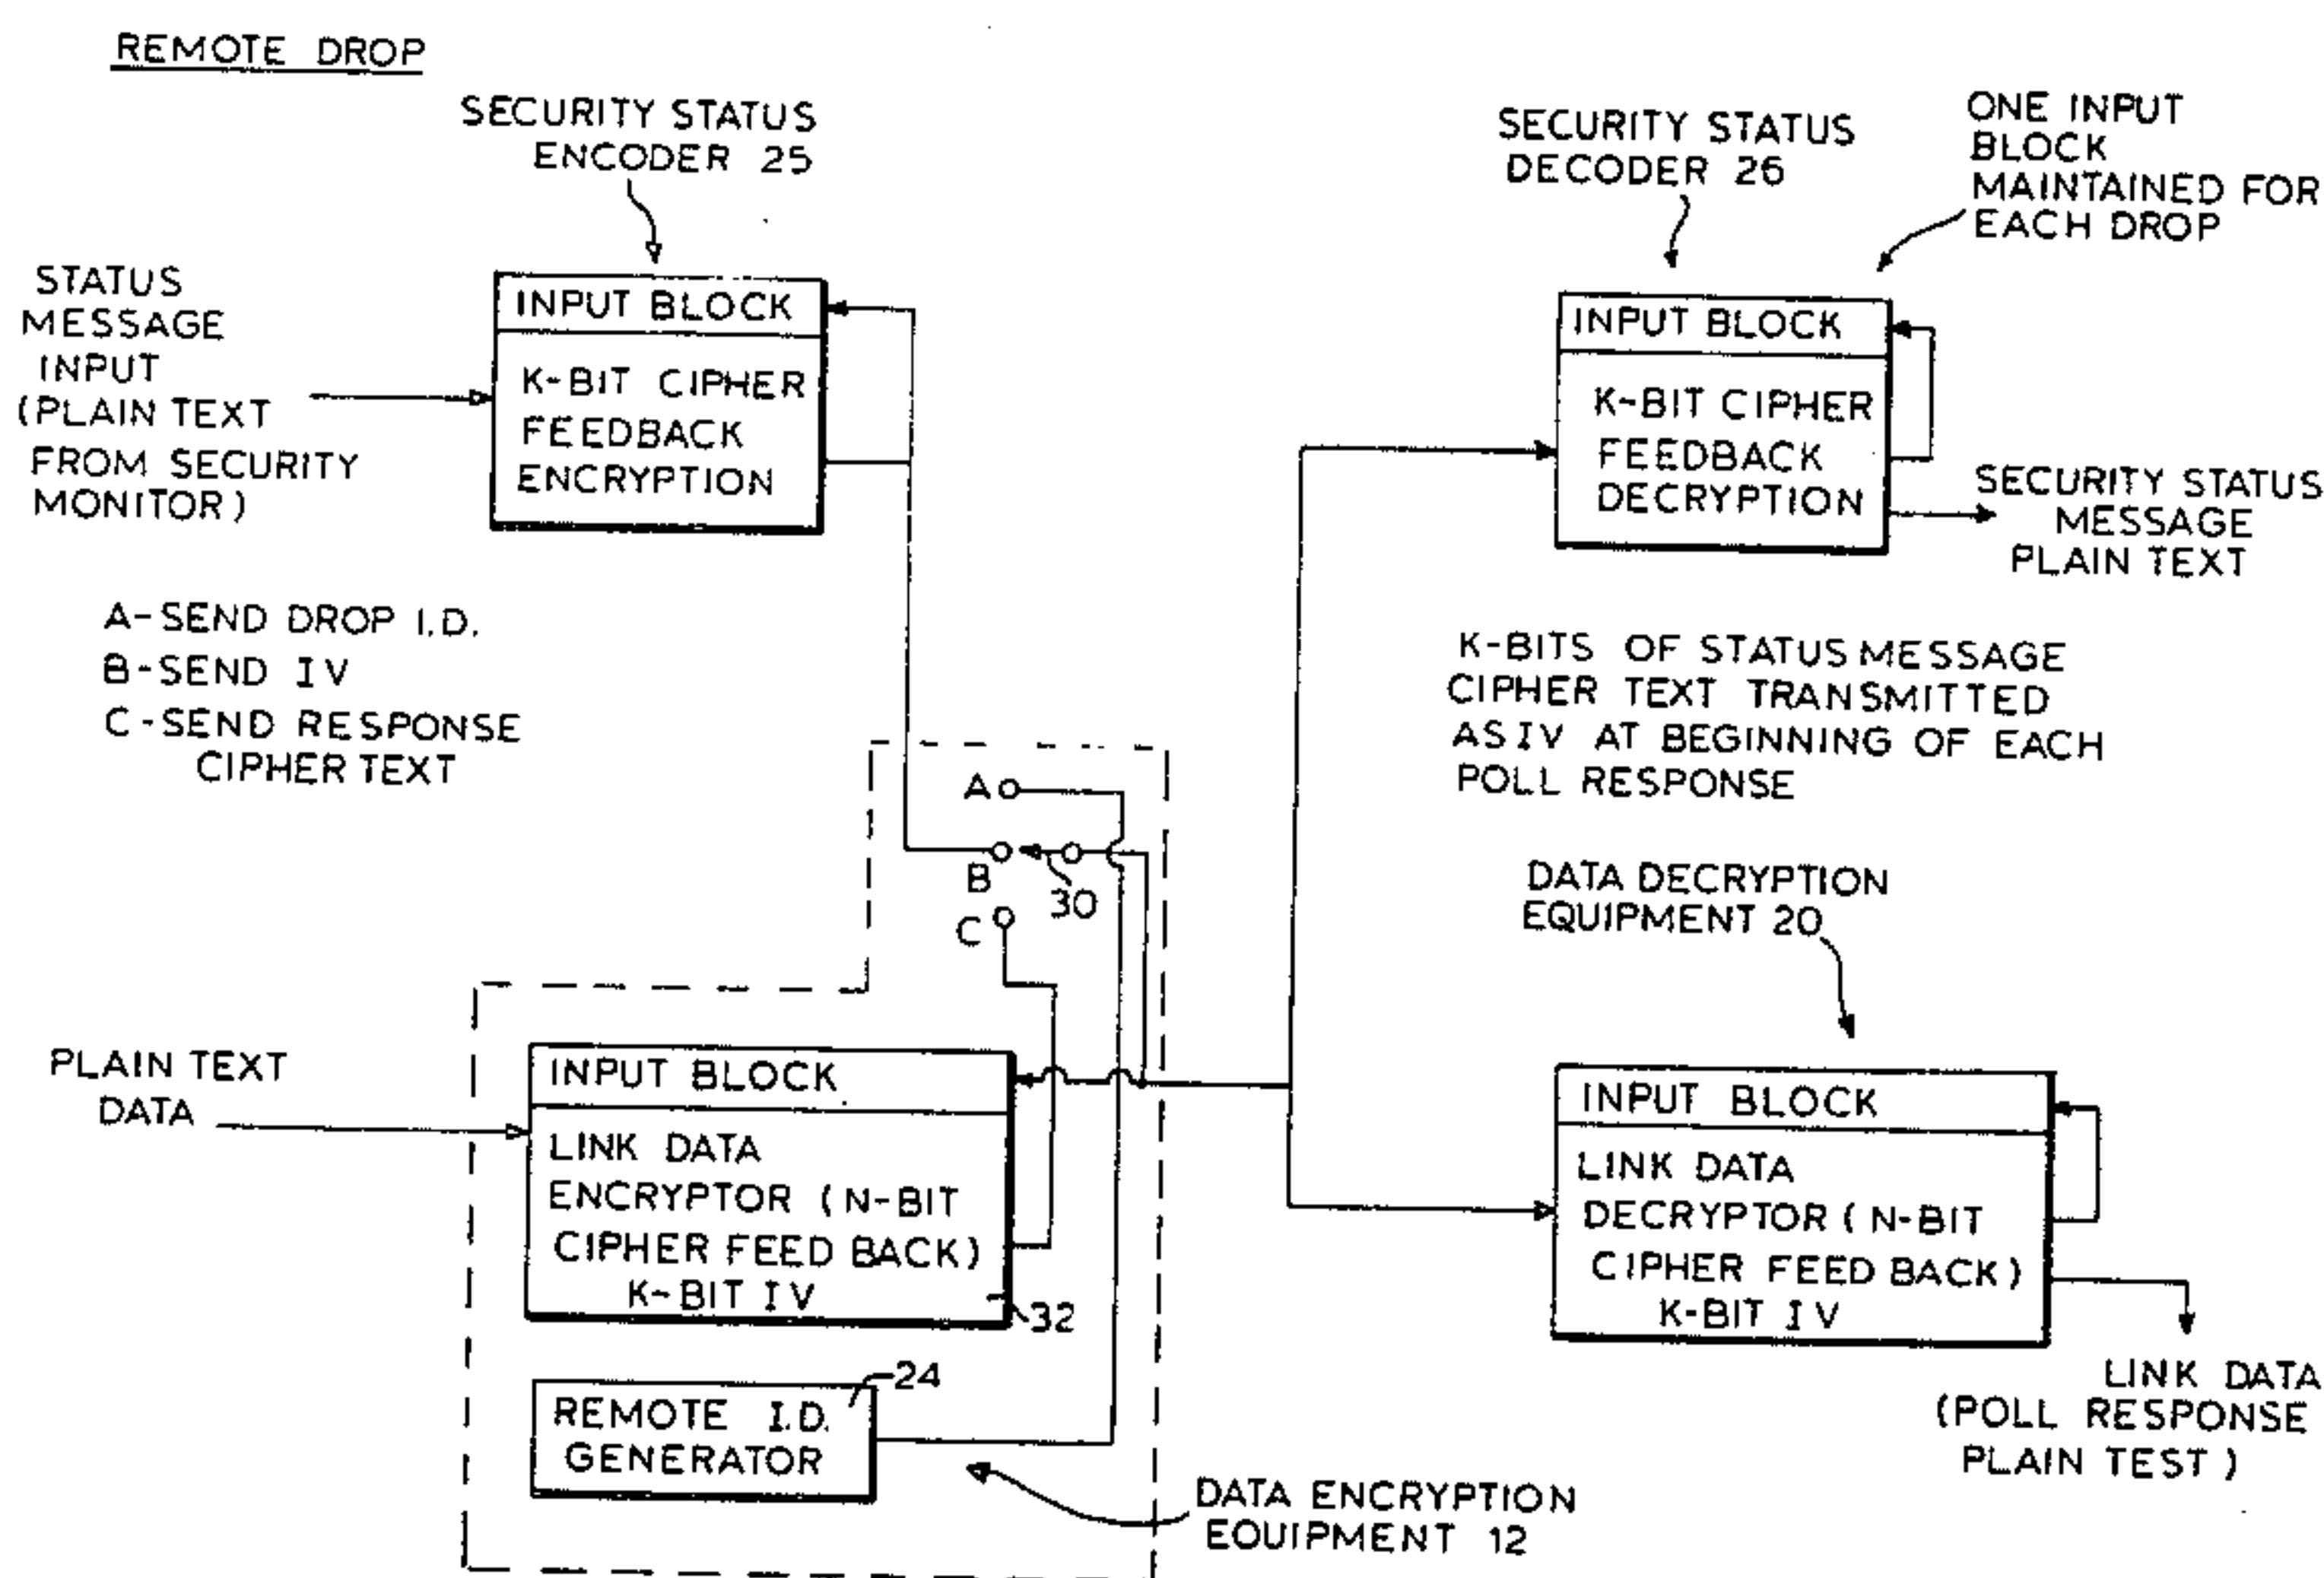 REMOTE DROP
SECURITY STATUS
ENCODER 25
SECURITY STATUS
DECODER 26
ONE INPUT
BLOCK
MAINTAINED FOR
EACH DROP
STATUS
MESSAGE
INPUT
(PLAIN TEXT
FROM SECURITY
MONITOR)
INPUT BLOCK
K-BIT CIPHER
FEEDBACK
ENCRYPTION
INPUT BLOCK
K-BIT CIPHER
FEEDBACK
DECRYPTION
SECURITY STATUS
MESSAGE
PLAIN TEXT
A-SEND DROP I.D.
B-SEND IV
C-SEND RESPONSE
CIPHER TEXT
K-BITS OF STATUS MESSAGE
CIPHER TEXT TRANSMITTED
AS IV AT BEGINNING OF EACH
POLL RESPONSE
A
B
30
C
DATA DECRYPTION
EQUIPMENT 20
PLAIN TEXT
DATA
INPUT BLOCK
LINK DATA
ENCRYPTOR (N-BIT
CIPHER FEED BACK)
K-BIT IV
32
INPUT BLOCK
LINK DATA
DECRYPTOR (N-BIT
CIPHER FEED BACK)
K-BIT IV
24
REMOTE I.D.
GENERATOR
LINK DATA
(POLL RESPONSE
PLAIN TEST)
DATA ENCRYPTION
EQUIPMENT 12